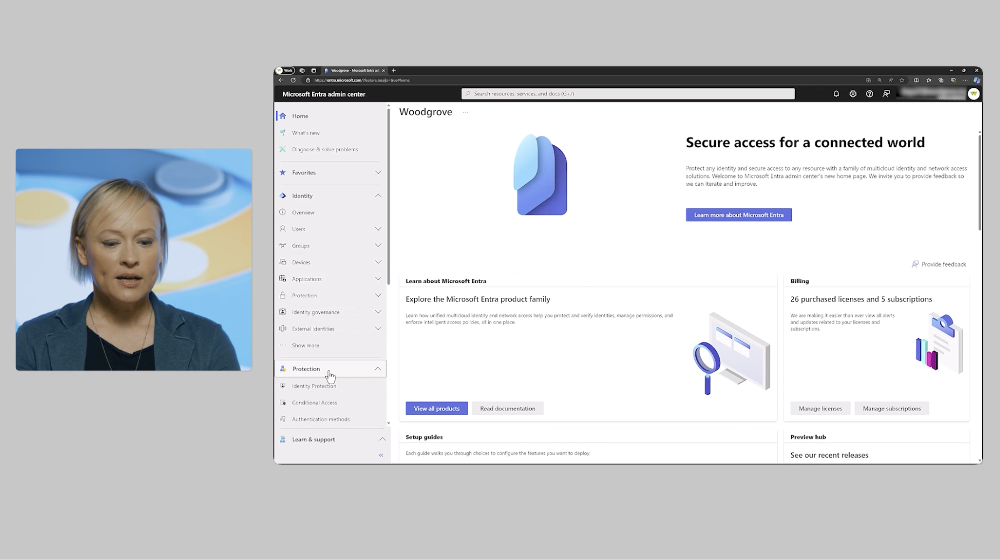 Work
Woodgrove - Microsoft Entra ad
https://entra.microsoft.com/?feature.msaljs=true#home
Microsoft Entra admin center
Search resources, services, and docs (G+/)
Home
What's new
Diagnose & solve problems
Favorites
Identity
Overview
Users
Groups
Devices
Applications
Protection
Identity governance
External Identities
Show more
Protection
Identity Protection
Conditional Access
Authentication methods
Learn & support
Woodgrove
Secure access for a connected world
Protect any identity and secure access to any resource with a family of multicloud identity and network access
solutions. Welcome to Microsoft Entra admin center's new home page. We invite you to provide feedback so
we can iterate and improve.
Learn more about Microsoft Entra
Provide feedback
Learn about Microsoft Entra
Explore the Microsoft Entra product family
Learn how unified multicloud identity and network access help you protect and verify identities, manage permissions, and
enforce intelligent access policies, all in one place.
View all products
Read documentation
Billing
26 purchased licenses and 5 subscriptions
We are making it easier than ever view all alerts
and updates related to your licenses and
subscriptions.
Manage licenses
Manage subscriptions
Setup guides
Each guide walks you through choices to configure the features you want to deploy.
Preview hub
See our recent releases